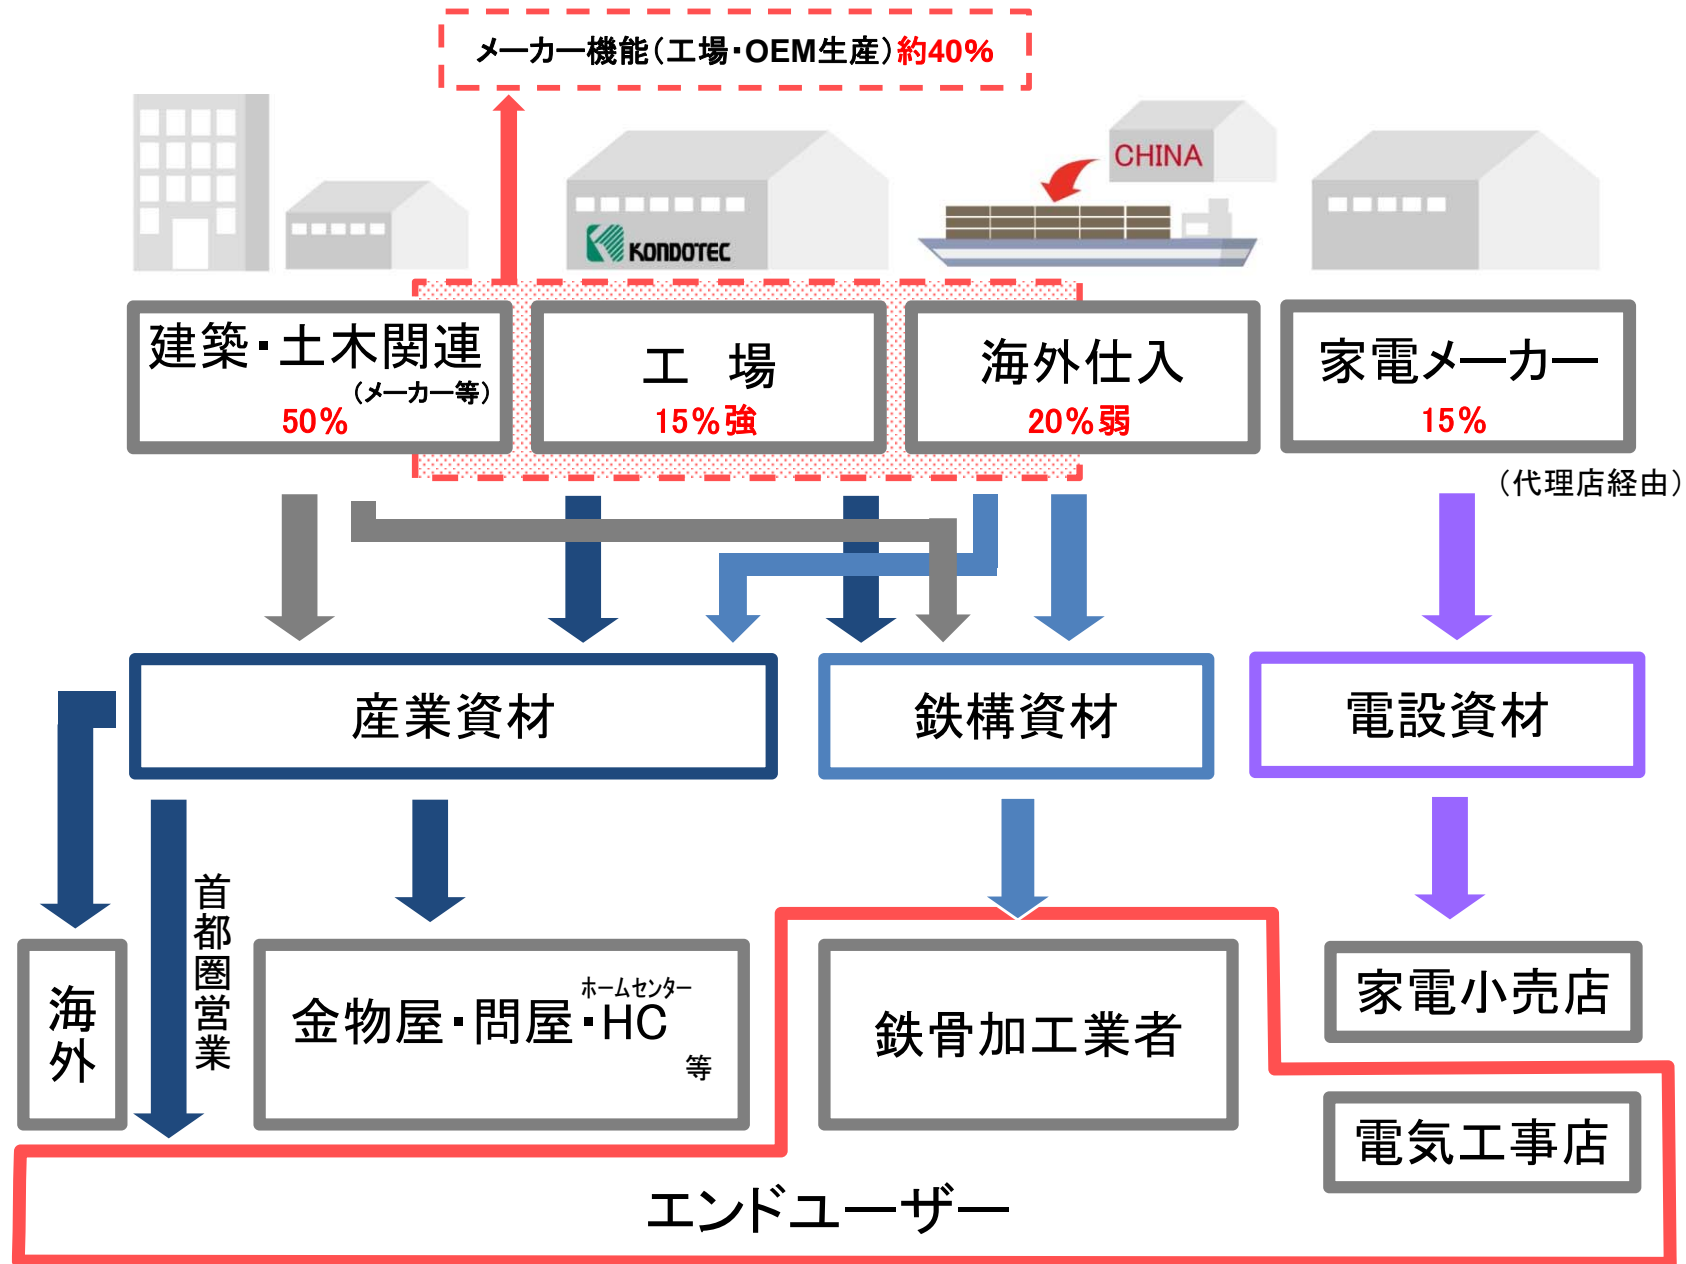 メーカー機能（工場・OEM生産）約40%
CHINA
KONDOTEC
建築・土木関連
（メーカー等）
50%
工 場
15%強
海外仕入
20%弱
家電メーカー
15%
（代理店経由）
産業資材
鉄構資材
電設資材
首都圏営業
海外
ホームセンター
金物屋・問屋・HC
等
鉄骨加工業者
家電小売店
電気工事店
エンドユーザー